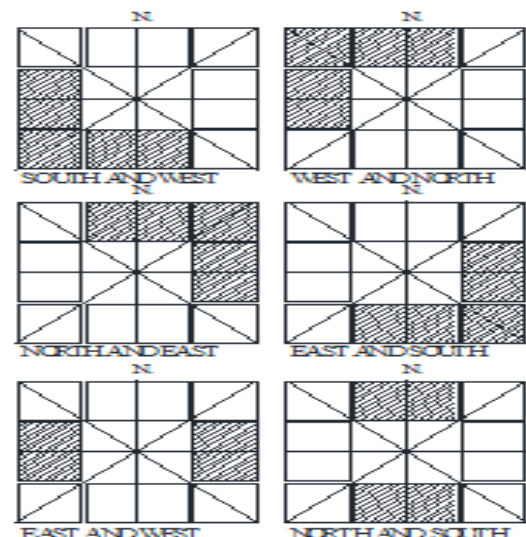 N. N.
SOUTH AND WEST WEST AND NORTH
N. N.
NORTH AND EAST EAST AND SOUTH
N. N.
EAST AND WEST NORTH AND SOUTH